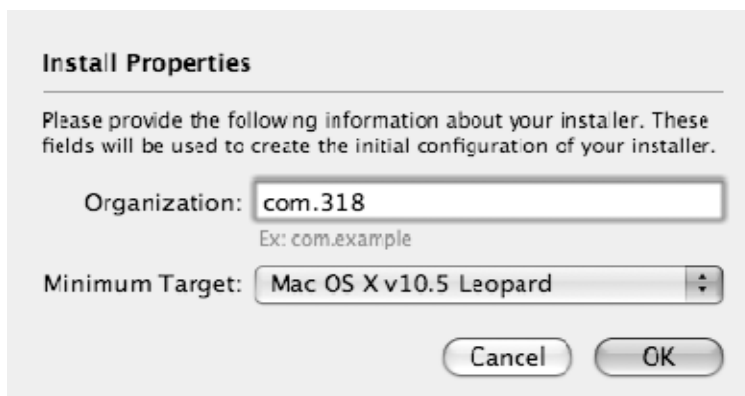 Install Properties
Please provide the following information about your installer. These
fields will be used to create the initial configuration of your installer.
Organization: com.318
Ex: com.example
Minimum Target: Mac OS X v10.5 Leopard
Cancel OK